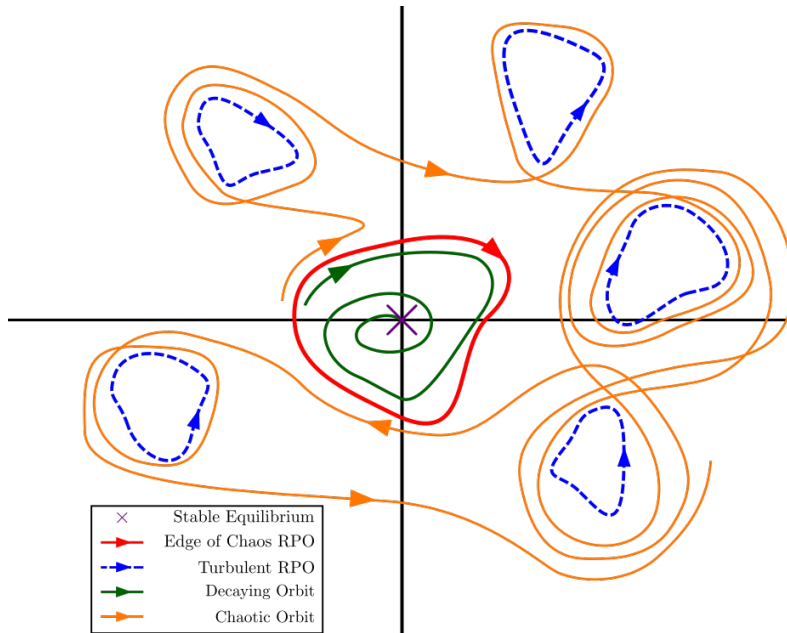 Stable Equilibrium
Edge of Chaos RPO
Turbulent RPO
Decaying Orbit
Chaotic Orbit